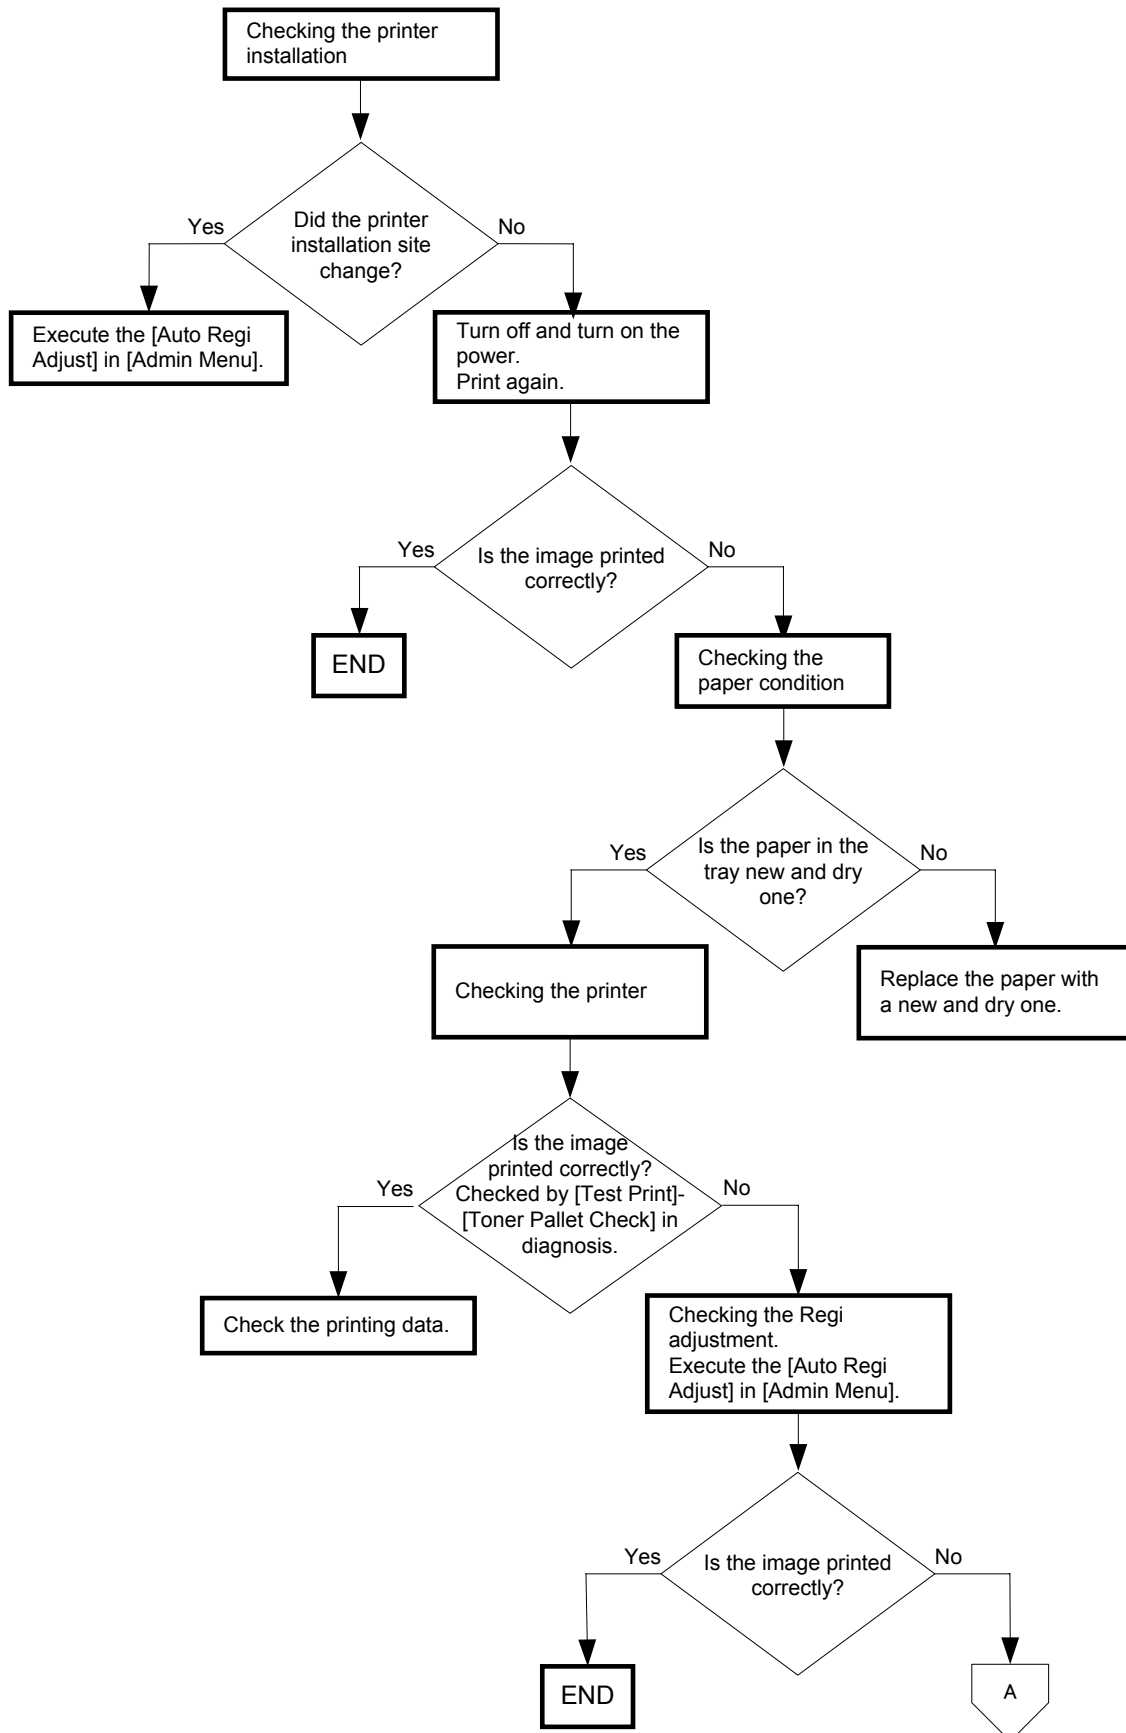 Checking the printer
installation
Did the printer
installation site
change?
Yes
No
Execute the [Auto Regi
Adjust] in [Admin Menu].
Turn off and turn on the
power.
Print again.
Is the image printed
correctly?
Yes
No
END
Checking the
paper condition
Is the paper in the
tray new and dry
one?
Yes
No
Checking the printer
Replace the paper with
a new and dry one.
Is the image
printed correctly?
Checked by [Test Print]-
[Toner Pallet Check] in
diagnosis.
Yes
No
Check the printing data.
Checking the Regi
adjustment.
Execute the [Auto Regi
Adjust] in [Admin Menu].
Is the image printed
correctly?
Yes
No
END
A